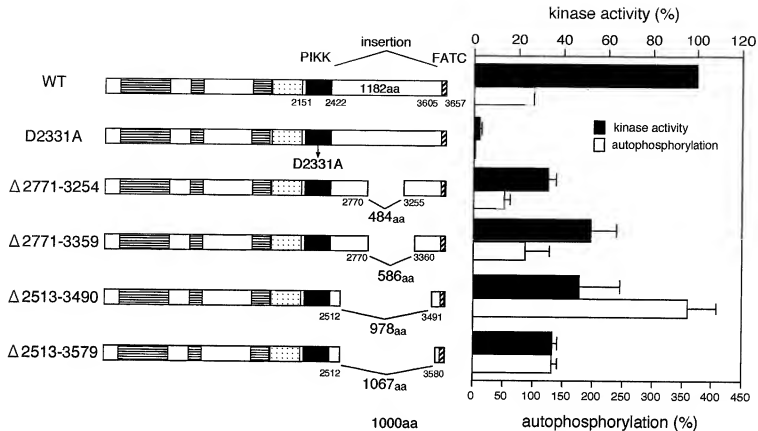 kinase activity (%)
0 20 40 60 80 100 120
insertion
PIKK FATC
WT
1182aa
2151 2422 3605 3657
kinase activity
autophosphorylation
D2331A
D2331A
Δ2771-3254
2770 3255
484aa
Δ2771-3359
2770 3360
586aa
Δ2513-3490
2512 3491
978aa
Δ2513-3579
2512 3580
1067aa
0 50 100 150 200 250 300 350 400 450
1000aa
autophosphorylation (%)